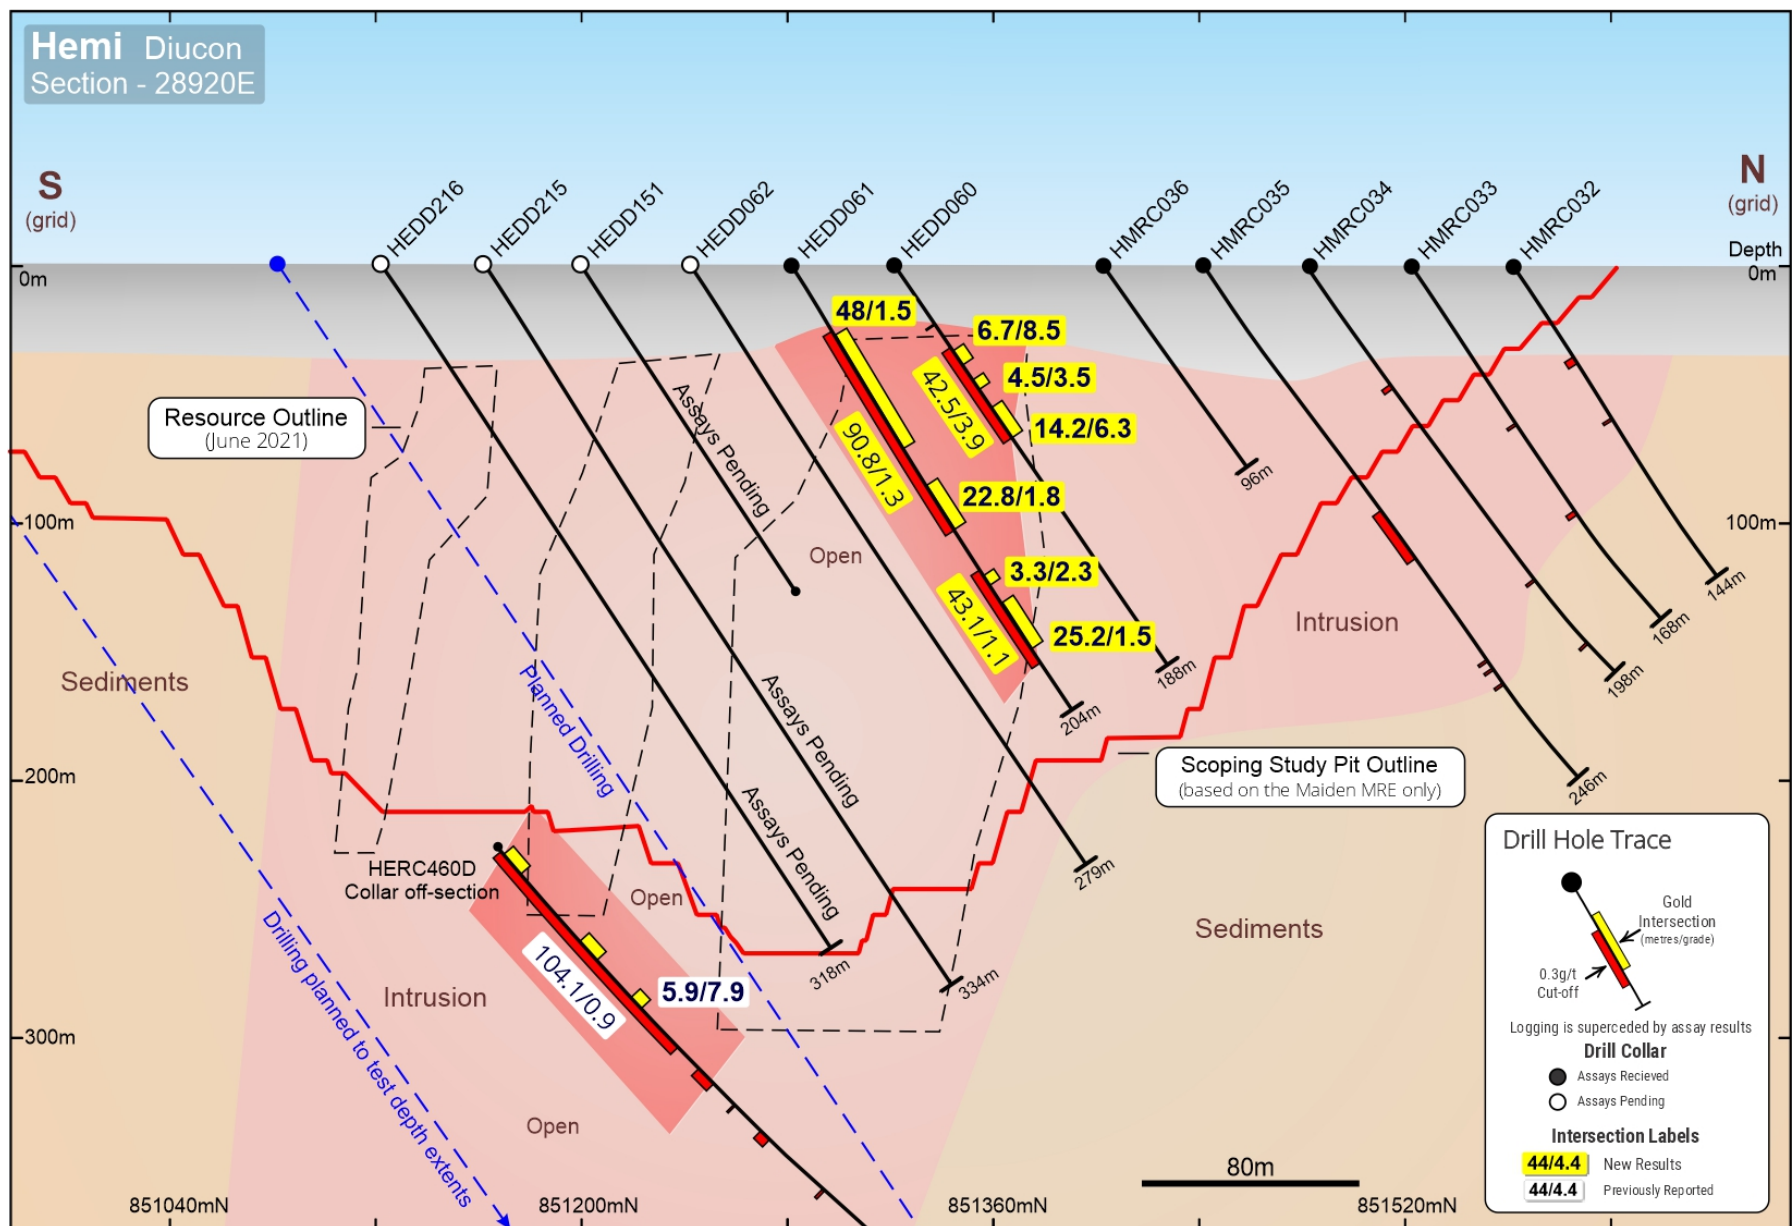 Hemi Diucon
Section - 28920E
S
(grid)
N
(grid)
HEDD216
HEDD215
HEDD151
HEDD062
HEDD061
HEDD060
HMRC036
HMRC035
HMRC034
HMRC033
HMRC032
Depth
0m
0m
48/1.5
6.7/8.5
4.5/3.5
42.5/3.9
14.2/6.3
90.8/1.3
22.8/1.8
3.3/2.3
43.1/1.1
25.2/1.5
Resource Outline
(June 2021)
Assays Pending
96m
100m
100m
Open
144m
168m
198m
188m
204m
246m
Intrusion
Sediments
Planned Drilling
Assays Pending
Assays Pending
200m
Scoping Study Pit Outline
(based on the Maiden MRE only)
279m
HERC460D
Collar off-section
Open
318m
334m
Sediments
104.1/0.9
5.9/7.9
Intrusion
300m
Drilling planned to test depth extents
Open
80m
851040mN
851200mN
851360mN
851520mN
Drill Hole Trace
Gold
Intersection
(metres/grade)
0.3g/t
Cut-off
Logging is superceded by assay results
Drill Collar
Assays Recieved
Assays Pending
Intersection Labels
44/4.4 New Results
44/4.4 Previously Reported